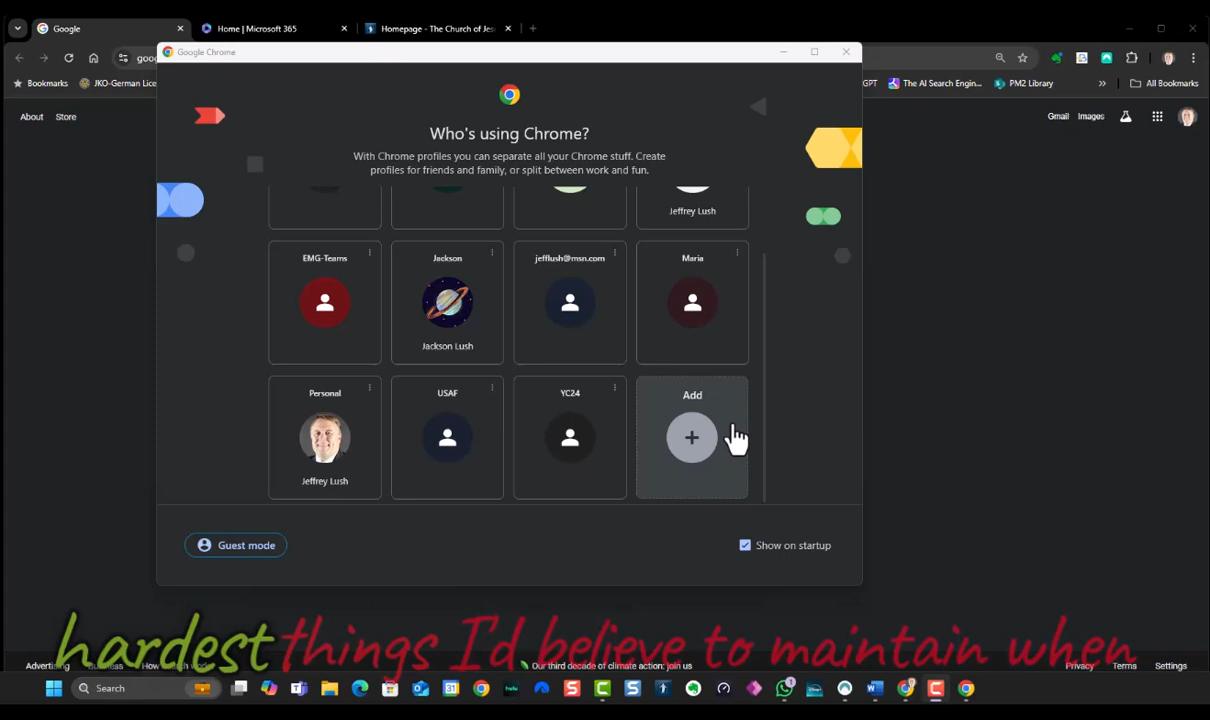 Google
Home | Microsoft 365
Homepage - The Church of Jes
Google Chrome
goog
Bookmarks
JKO-German Lice
GPT
The AI Search Engin...
PM2 Library
All Bookmarks
About
Store
Gmail
Images
Who's using Chrome?
With Chrome profiles you can separate all your Chrome stuff. Create
profiles for friends and family, or split between work and fun.
Jeffrey Lush
EMG-Teams
Jackson
jefflush@msn.com
Maria
Jackson Lush
Personal
USAF
YC24
Add
Jeffrey Lush
Guest mode
Show on startup
hardest things I'd believe to maintain when
Advertising
Business
Our third decade of climate action: join us
Privacy
Terms
Settings
Search
hulu
1